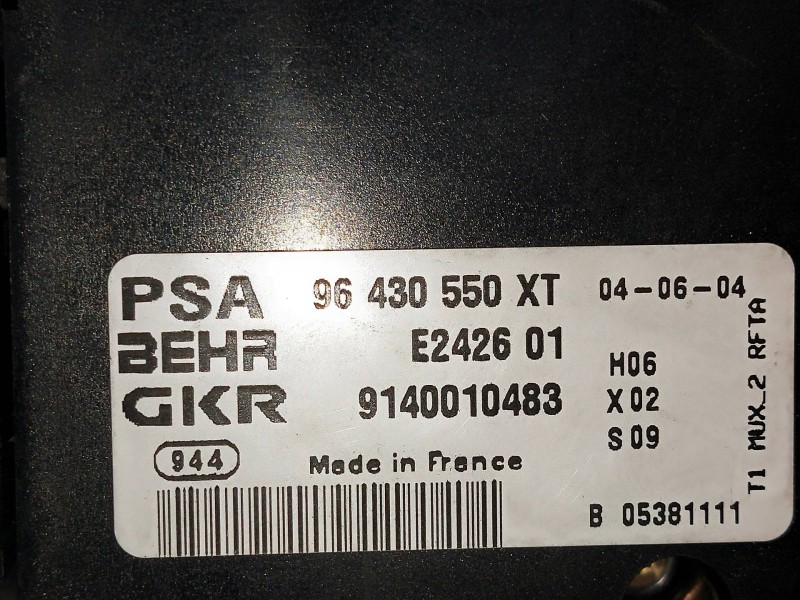 PSA 96 430 550 XT 04-06-04
BEHR E2426 01 H06
GKR 9140010483 X02
944 Made in France S09
B 05381111
T1 MUX_2 RFTA